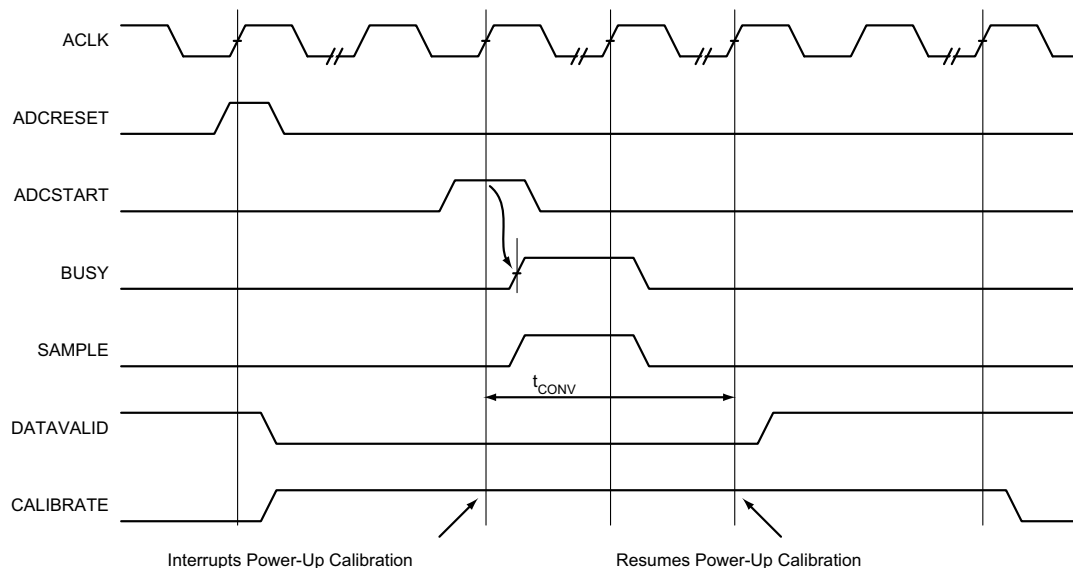 ACLK
ADCRESET
ADCSTART
BUSY
SAMPLE
tCONV
DATAVALID
CALIBRATE
Interrupts Power-Up Calibration
Resumes Power-Up Calibration